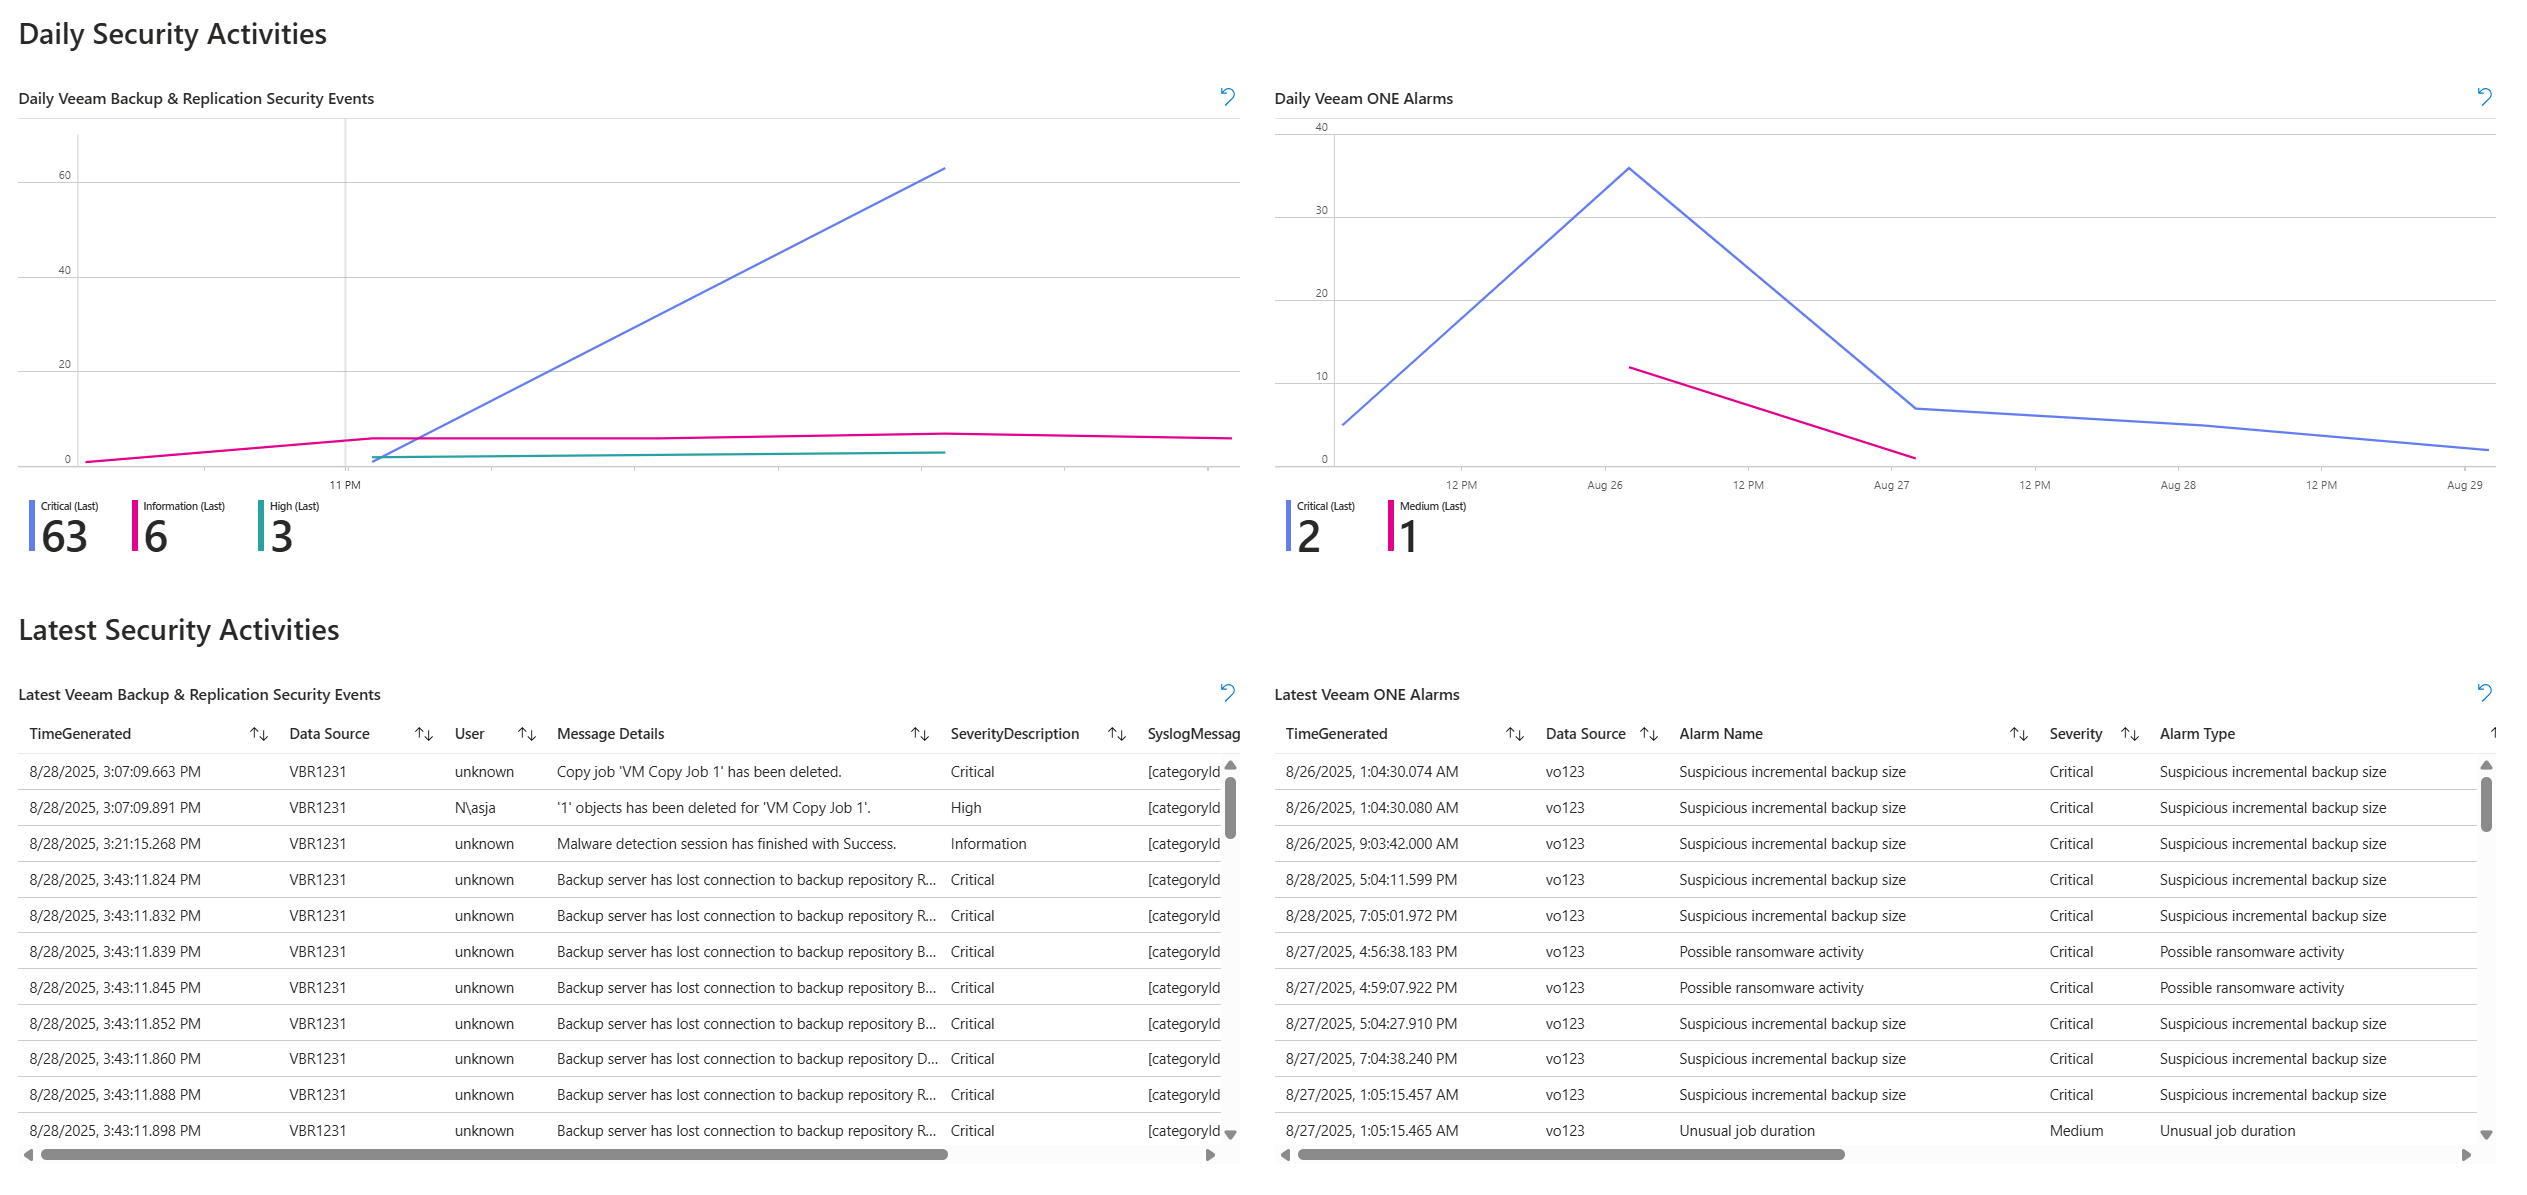 Daily Security Activities
Daily Veeam Backup & Replication Security Events
60
40
20
0
11 PM
Critical (Last)
63
Information (Last)
6
High (Last)
3
Daily Veeam ONE Alarms
40
30
20
10
0
12 PM Aug 26 12 PM Aug 27 12 PM Aug 28 12 PM Aug 29
Critical (Last)
2
Medium (Last)
1
Latest Security Activities
Latest Veeam Backup & Replication Security Events
TimeGenerated Data Source User Message Details SeverityDescription SyslogMessag
8/28/2025, 3:07:09.663 PM VBR1231 unknown Copy job 'VM Copy Job 1' has been deleted. Critical [categoryId
8/28/2025, 3:07:09.891 PM VBR1231 N\asja '1' objects has been deleted for 'VM Copy Job 1'. High [categoryId
8/28/2025, 3:21:15.268 PM VBR1231 unknown Malware detection session has finished with Success. Information [categoryId
8/28/2025, 3:43:11.824 PM VBR1231 unknown Backup server has lost connection to backup repository R... Critical [categoryId
8/28/2025, 3:43:11.832 PM VBR1231 unknown Backup server has lost connection to backup repository R... Critical [categoryId
8/28/2025, 3:43:11.839 PM VBR1231 unknown Backup server has lost connection to backup repository B... Critical [categoryId
8/28/2025, 3:43:11.845 PM VBR1231 unknown Backup server has lost connection to backup repository B... Critical [categoryId
8/28/2025, 3:43:11.852 PM VBR1231 unknown Backup server has lost connection to backup repository B... Critical [categoryId
8/28/2025, 3:43:11.860 PM VBR1231 unknown Backup server has lost connection to backup repository D... Critical [categoryId
8/28/2025, 3:43:11.888 PM VBR1231 unknown Backup server has lost connection to backup repository R... Critical [categoryId
8/28/2025, 3:43:11.898 PM VBR1231 unknown Backup server has lost connection to backup repository R... Critical [categoryId
Latest Veeam ONE Alarms
TimeGenerated Data Source Alarm Name Severity Alarm Type
8/26/2025, 1:04:30.074 AM vo123 Suspicious incremental backup size Critical Suspicious incremental backup size
8/26/2025, 1:04:30.080 AM vo123 Suspicious incremental backup size Critical Suspicious incremental backup size
8/26/2025, 9:03:42.000 AM vo123 Suspicious incremental backup size Critical Suspicious incremental backup size
8/28/2025, 5:04:11.599 PM vo123 Suspicious incremental backup size Critical Suspicious incremental backup size
8/28/2025, 7:05:01.972 PM vo123 Suspicious incremental backup size Critical Suspicious incremental backup size
8/27/2025, 4:56:38.183 PM vo123 Possible ransomware activity Critical Possible ransomware activity
8/27/2025, 4:59:07.922 PM vo123 Possible ransomware activity Critical Possible ransomware activity
8/27/2025, 5:04:27.910 PM vo123 Suspicious incremental backup size Critical Suspicious incremental backup size
8/27/2025, 7:04:38.240 PM vo123 Suspicious incremental backup size Critical Suspicious incremental backup size
8/27/2025, 1:05:15.457 AM vo123 Suspicious incremental backup size Critical Suspicious incremental backup size
8/27/2025, 1:05:15.465 AM vo123 Unusual job duration Medium Unusual job duration